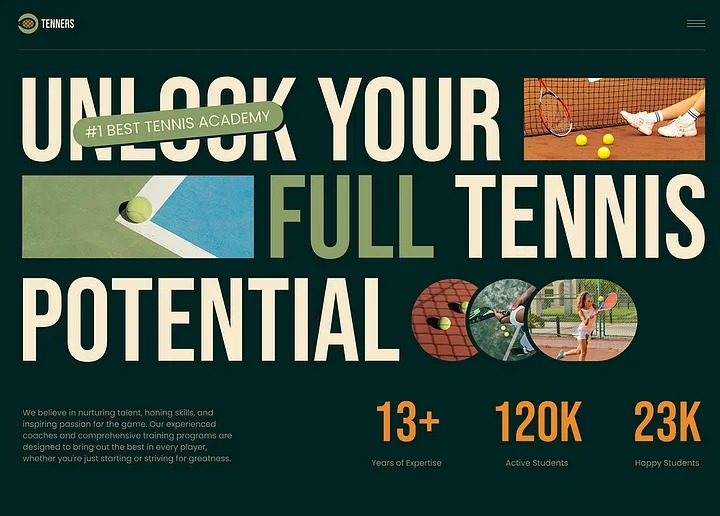 TENNERS
UNLOCK YOUR
#1 BEST TENNIS ACADEMY
FULL TENNIS
POTENTIAL
We believe in nurturing talent, honing skills, and
inspiring passion for the game. Our experienced
coaches and comprehensive training programs are
designed to bring out the best in every player,
whether you're just starting or striving for greatness.
13+
Years of Expertise
120K
Active Students
23K
Happy Students